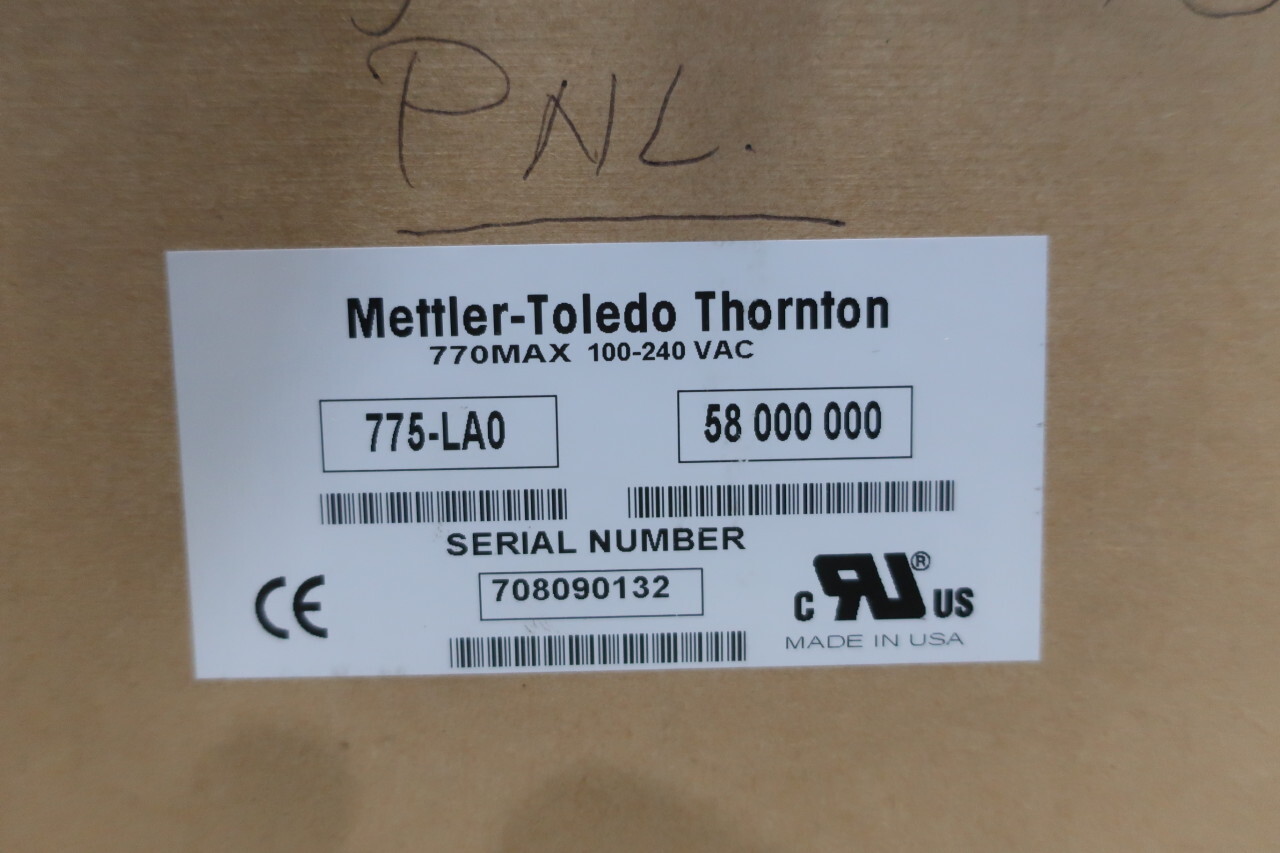 PNL.
Mettler-Toledo Thornton
770MAX 100-240 VAC
775-LA0 58 000 000
SERIAL NUMBER
708090132
CE
C RU ® US
MADE IN USA